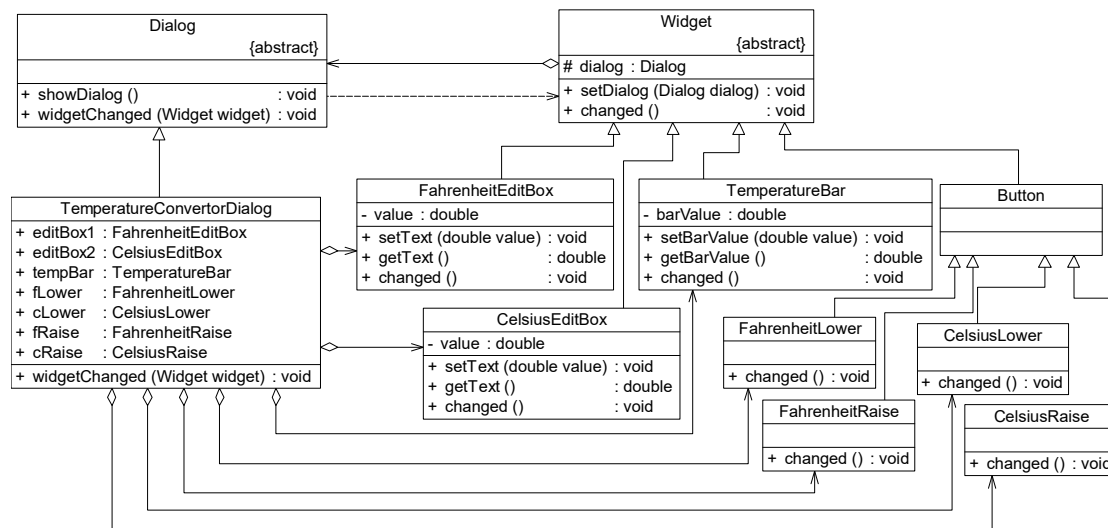 Dialog
{abstract}
+ showDialog () : void
+ widgetChanged (Widget widget) : void
Widget
{abstract}
# dialog : Dialog
+ setDialog (Dialog dialog) : void
+ changed () : void
TemperatureConvertorDialog
+ editBox1 : FahrenheitEditBox
+ editBox2 : CelsiusEditBox
+ tempBar : TemperatureBar
+ fLower : FahrenheitLower
+ cLower : CelsiusLower
+ fRaise : FahrenheitRaise
+ cRaise : CelsiusRaise
+ widgetChanged (Widget widget) : void
FahrenheitEditBox
- value : double
+ setText (double value) : void
+ getText () : double
+ changed () : void
TemperatureBar
- barValue : double
+ setBarValue (double value) : void
+ getBarValue () : double
+ changed () : void
Button
CelsiusEditBox
- value : double
+ setText (double value) : void
+ getText () : double
+ changed () : void
FahrenheitLower
+ changed () : void
CelsiusLower
+ changed () : void
FahrenheitRaise
+ changed () : void
CelsiusRaise
+ changed () : void